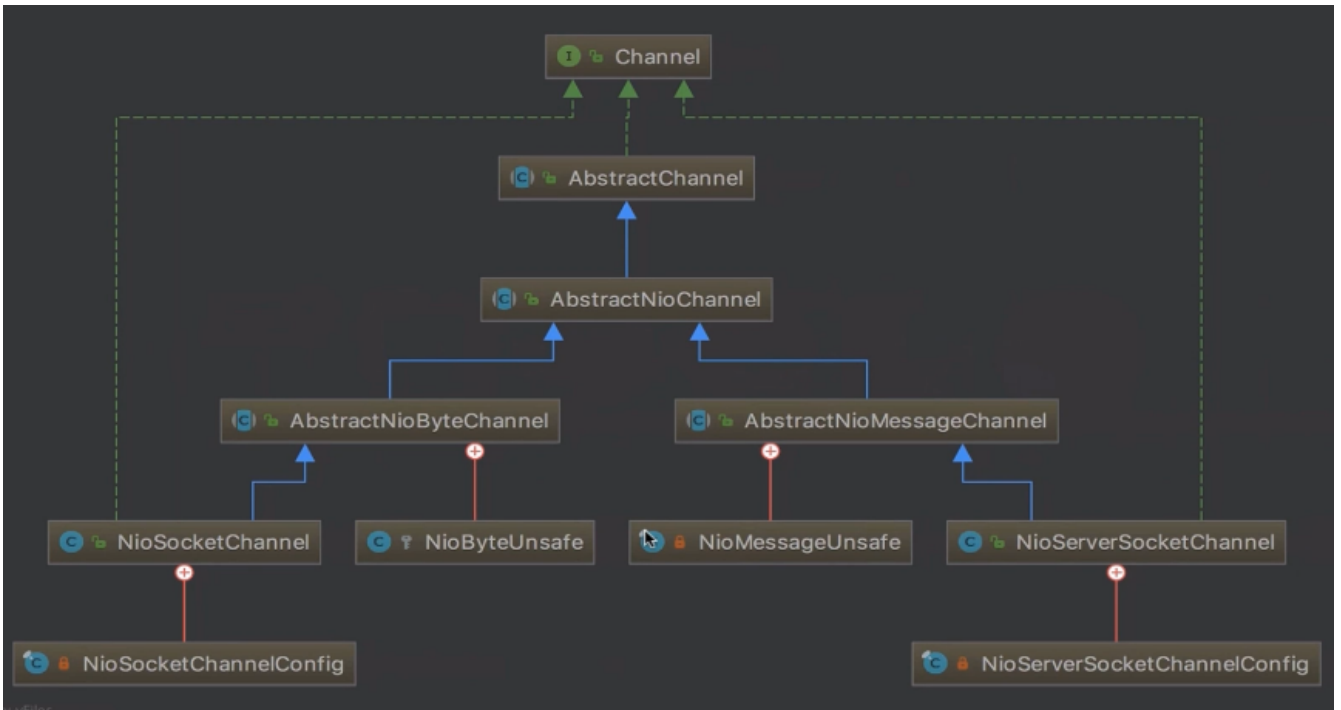 Channel
AbstractChannel
AbstractNioChannel
AbstractNioByteChannel
AbstractNioMessageChannel
NioSocketChannel
NioByteUnsafe
NioMessageUnsafe
NioServerSocketChannel
NioSocketChannelConfig
NioServerSocketChannelConfig